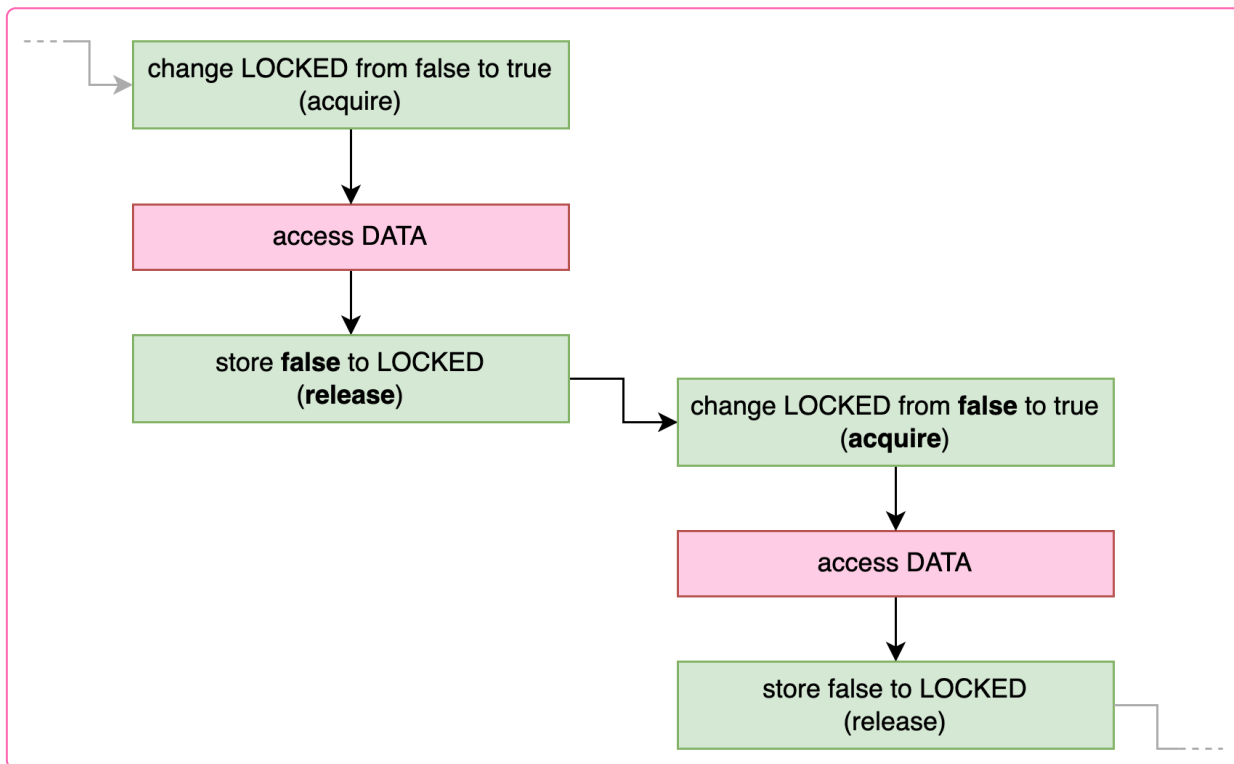 change LOCKED from false to true
(acquire)
access DATA
store false to LOCKED
(release)
change LOCKED from false to true
(acquire)
access DATA
store false to LOCKED
(release)